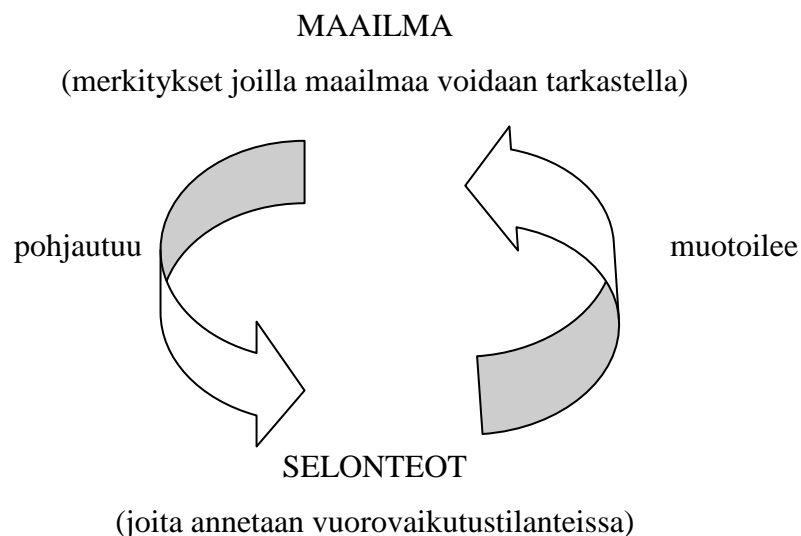 MAAILMA
(merkitykset joilla maailmaa voidaan tarkastella)
pohjautuu
muotoilee
SELONTEOT
(joita annetaan vuorovaikutustilanteissa)